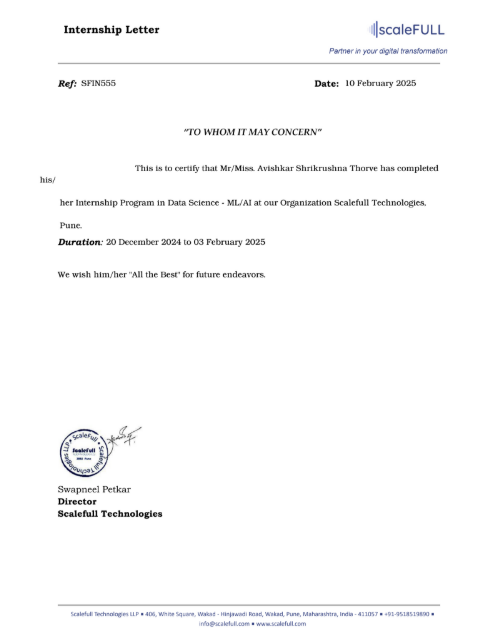 Internship Letter
scaleFULL
Partner in your digital transformation
Ref: SFIN555 Date: 10 February 2025
"TO WHOM IT MAY CONCERN"
This is to certify that Mr/Miss. Avishkar Shrikrushna Thorve has completed
his/
her Internship Program in Data Science - ML/AI at our Organization Scalefull Technologies,
Pune.
Duration: 20 December 2024 to 03 February 2025
We wish him/her "All the Best" for future endeavors.
ScaleFull
Scalefull
Scalefull Technologies LLP
Swapneel Petkar
Director
Scalefull Technologies
Scalefull Technologies LLP • 406, White Square, Wakad - Hinjawadi Road, Wakad, Pune, Maharashtra, India - 411057 • +91-9518519890 •
info@scalefull.com • www.scalefull.com